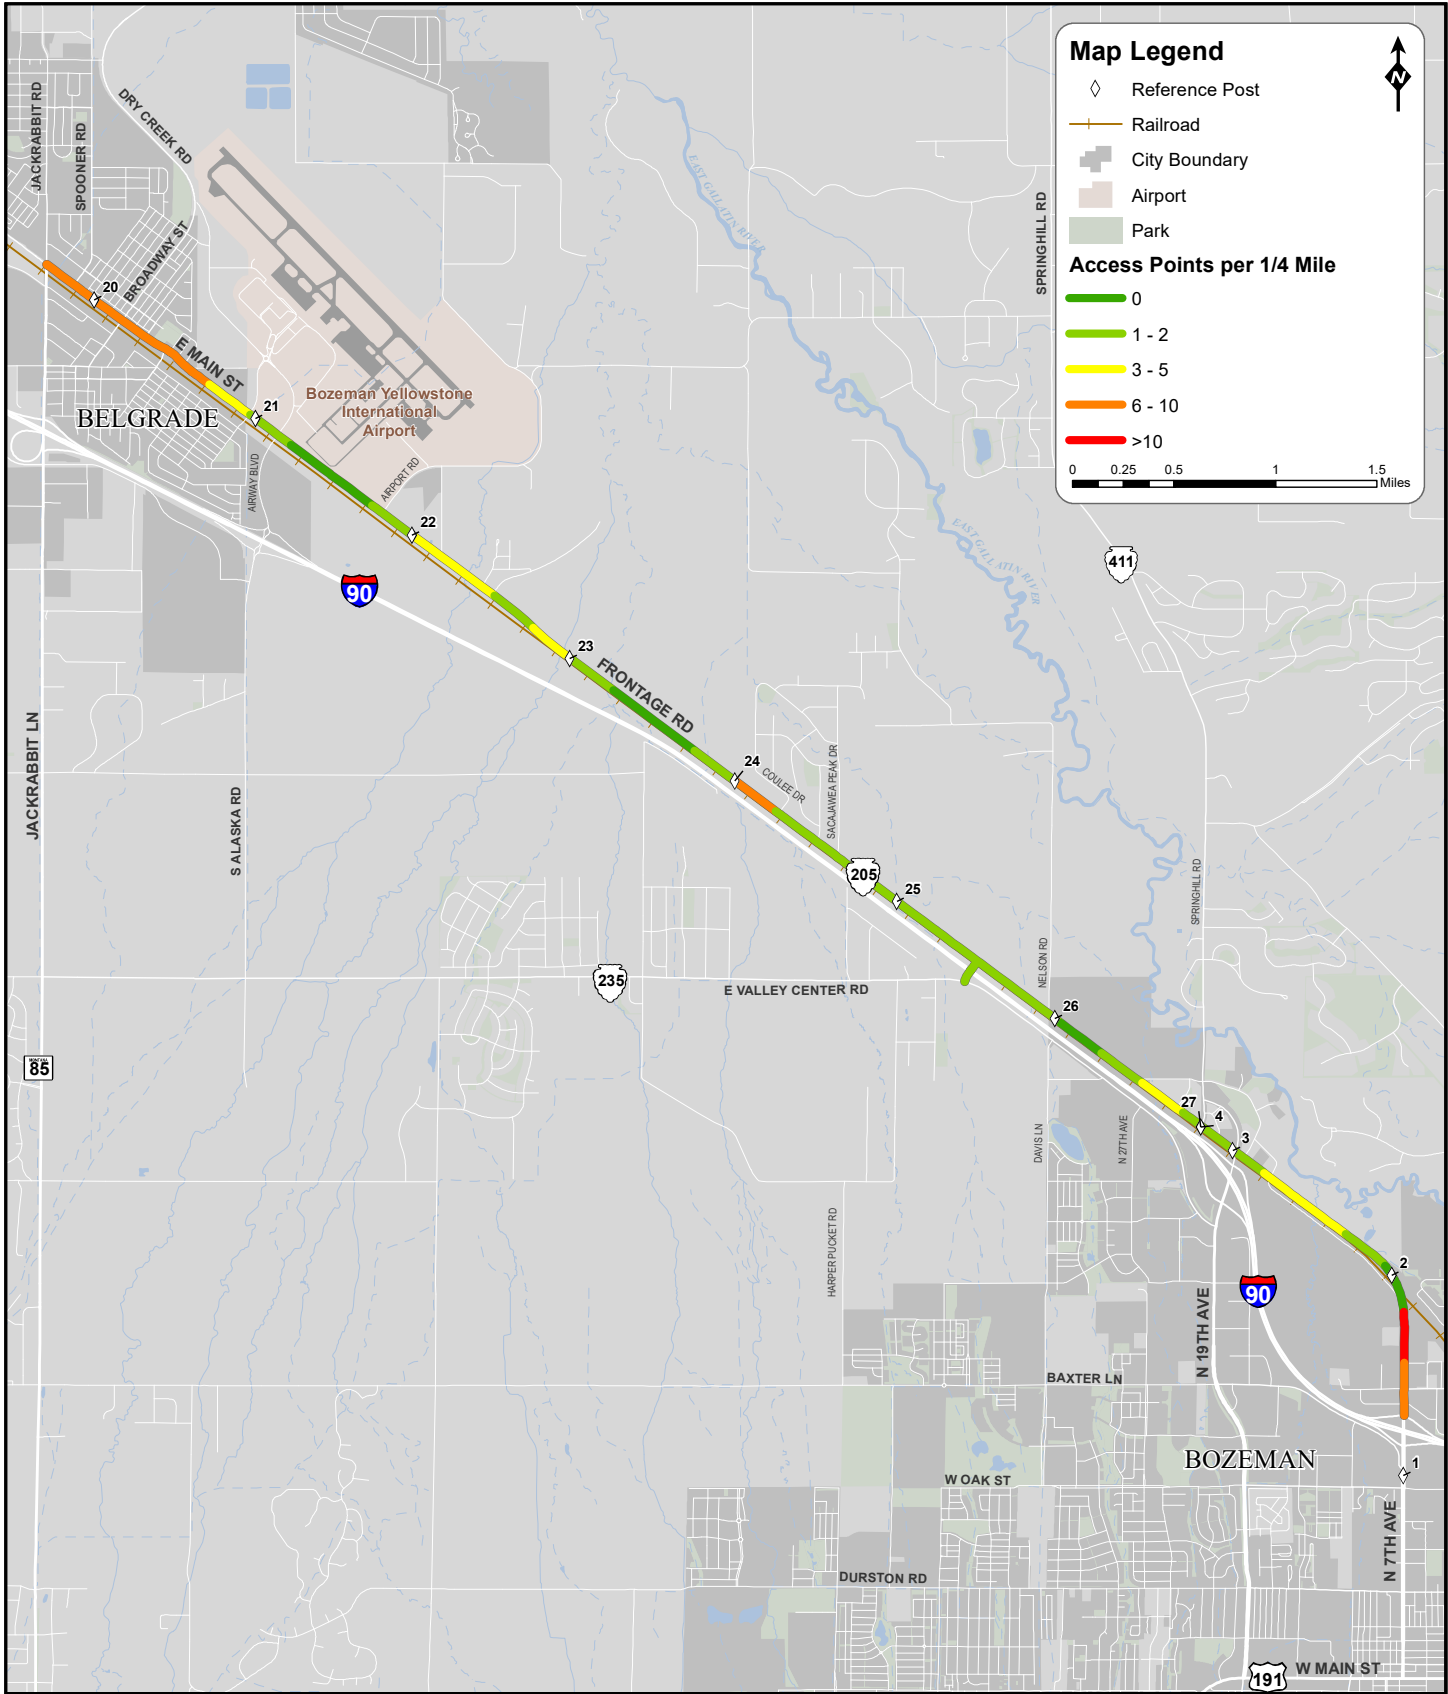 Map Legend
N
Reference Post
Railroad
City Boundary
Airport
Park
Access Points per 1/4 Mile
0
1 - 2
3 - 5
6 - 10
>10
0 0.25 0.5 1 1.5
Miles
JACKRABBIT RD
SPOONER RD
DRY CREEK RD
BROADWAY ST
EAST GALLATIN RIVER
SPRINGHILL RD
20
E MAIN ST
21
BELGRADE
Bozeman Yellowstone
International
Airport
AIRWAY BLVD
AIRPORT RD
22
EAST GALLATIN RIVER
411
90
23
FRONTAGE RD
JACKRABBIT LN
S ALASKA RD
24
COULEE DR
SACAJAWEA PEAK DR
205
25
SPRINGHILL RD
NELSON RD
235
E VALLEY CENTER RD
26
MONTANA
85
27
4
3
DAVIS LN
N 27TH AVE
HARPER PUCKET RD
2
90
N 19TH AVE
BAXTER LN
BOZEMAN
1
W OAK ST
N 7TH AVE
DURSTON RD
191
W MAIN ST